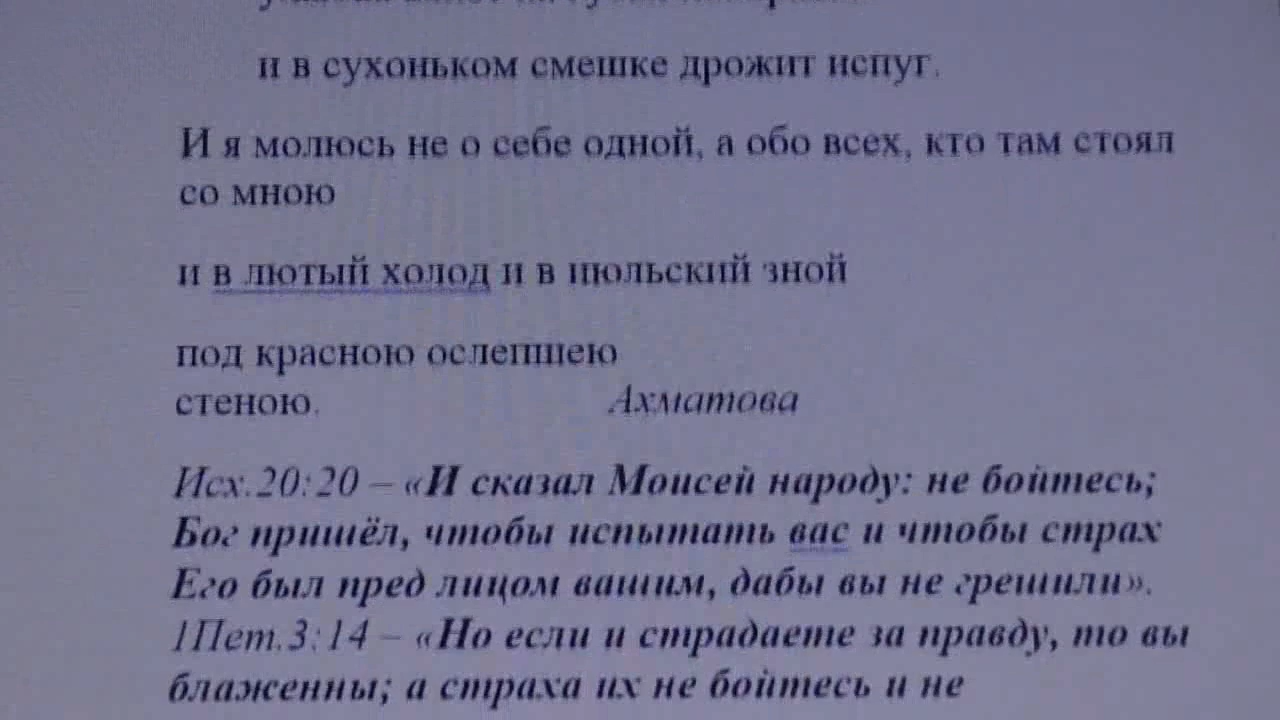 и в сухоньком смешке дрожит испуг.
И я молюсь не о себе одной, а обо всех, кто там стоял
со мною
и в лютый холод и в июльский зной
под красною ослепшею
стеною. Ахматова
Исх.20:20 – «И сказал Моисей народу: не бойтесь;
Бог пришёл, чтобы испытать вас и чтобы страх
Его был пред лицом вашим, дабы вы не грешили».
1Пет.3:14 – «Но если и страдаете за правду, то вы
блаженны; а страха их не бойтесь и не